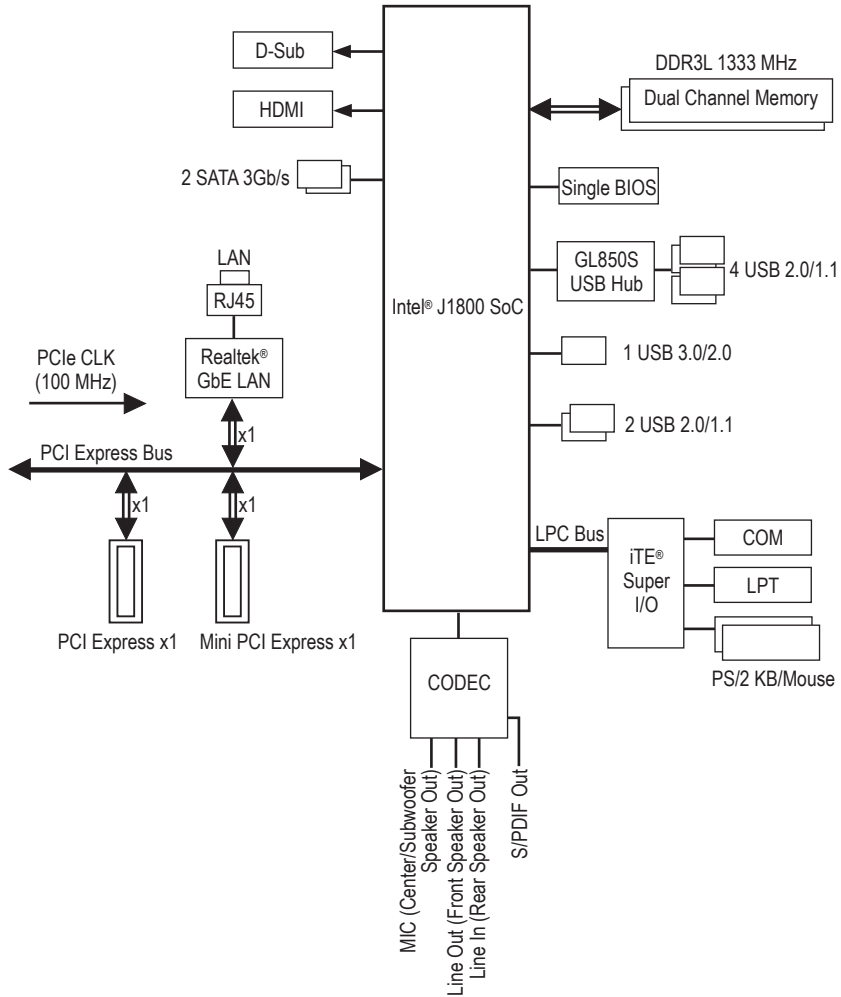 D-Sub
HDMI
2 SATA 3Gb/s
LAN
RJ45
Realtek®
GbE LAN
PCIe CLK
(100 MHz)
x1
PCI Express Bus
x1
x1
PCI Express x1
Mini PCI Express x1
Intel® J1800 SoC
DDR3L 1333 MHz
Dual Channel Memory
Single BIOS
GL850S
USB Hub
4 USB 2.0/1.1
1 USB 3.0/2.0
2 USB 2.0/1.1
LPC Bus
iTE®
Super
I/O
COM
LPT
PS/2 KB/Mouse
CODEC
MIC (Center/Subwoofer
Speaker Out)
Line Out (Front Speaker Out)
Line In (Rear Speaker Out)
S/PDIF Out